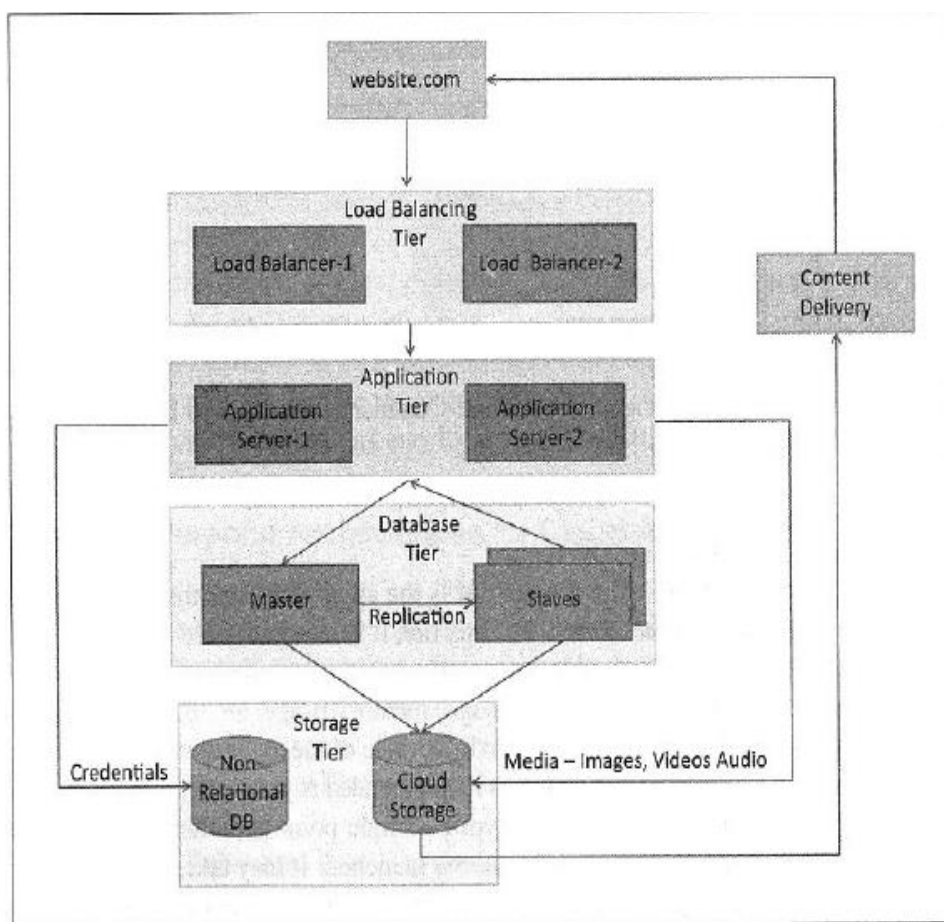 website.com
Load Balancing
Tier
Load Balancer-1
Load Balancer-2
Content
Delivery
Application
Tier
Application
Server-1
Application
Server-2
Database
Tier
Master
Replication
Slaves
Storage
Tier
Credentials
Non-
Relational
DB
Cloud
Storage
Media – Images, Videos Audio